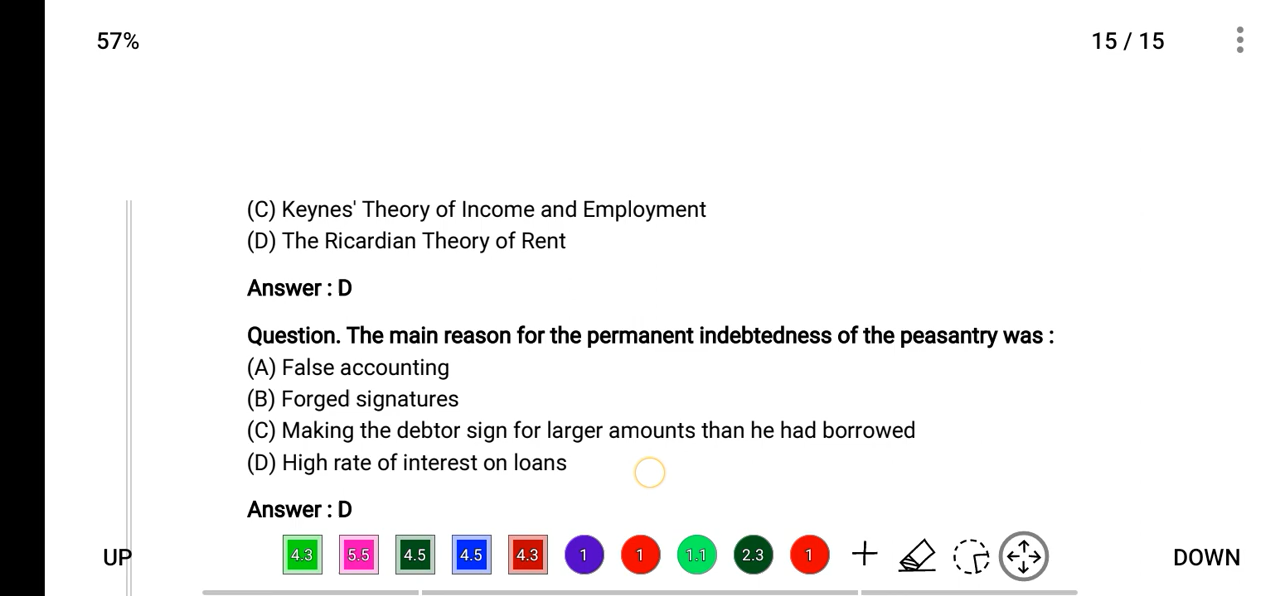 57%
15 / 15
(C) Keynes' Theory of Income and Employment
(D) The Ricardian Theory of Rent
Answer : D
Question. The main reason for the permanent indebtedness of the peasantry was :
(A) False accounting
(B) Forged signatures
(C) Making the debtor sign for larger amounts than he had borrowed
(D) High rate of interest on loans
Answer : D
UP 4.3 5.5 4.5 4.5 4.3 1 1 1.1 2.3 1 DOWN